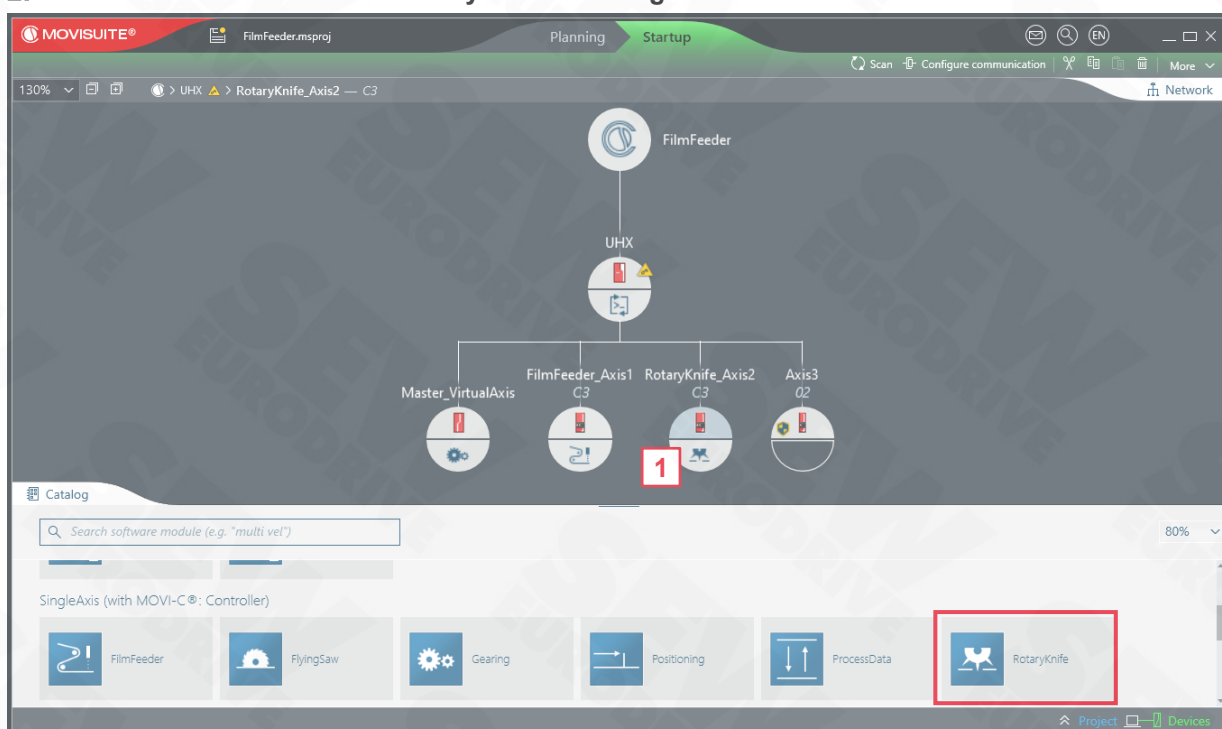 MOVISUITE®
FilmFeeder.msproj
Planning
Startup
EN
Scan
Configure communication
More
130%
> UHX > RotaryKnife_Axis2 — C3
Network
FilmFeeder
UHX
Master_VirtualAxis
FilmFeeder_Axis1
C3
RotaryKnife_Axis2
C3
Axis3
02
1
Catalog
Search software module (e.g. "multi vel")
80%
SingleAxis (with MOVI-C®: Controller)
FilmFeeder
FlyingSaw
Gearing
Positioning
ProcessData
RotaryKnife
Project
Devices
SEW
EURODRIVE